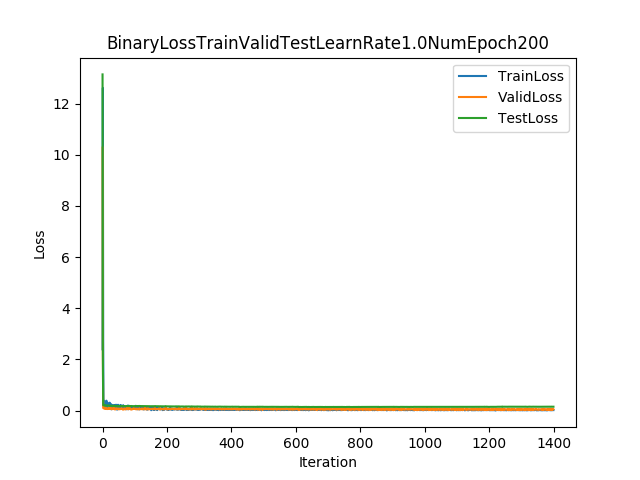 BinaryLossTrainValidTestLearnRate1.0NumEpoch200
TrainLoss
ValidLoss
TestLoss
12
10
8
6
4
2
0
Loss
0 200 400 600 800 1000 1200 1400
Iteration